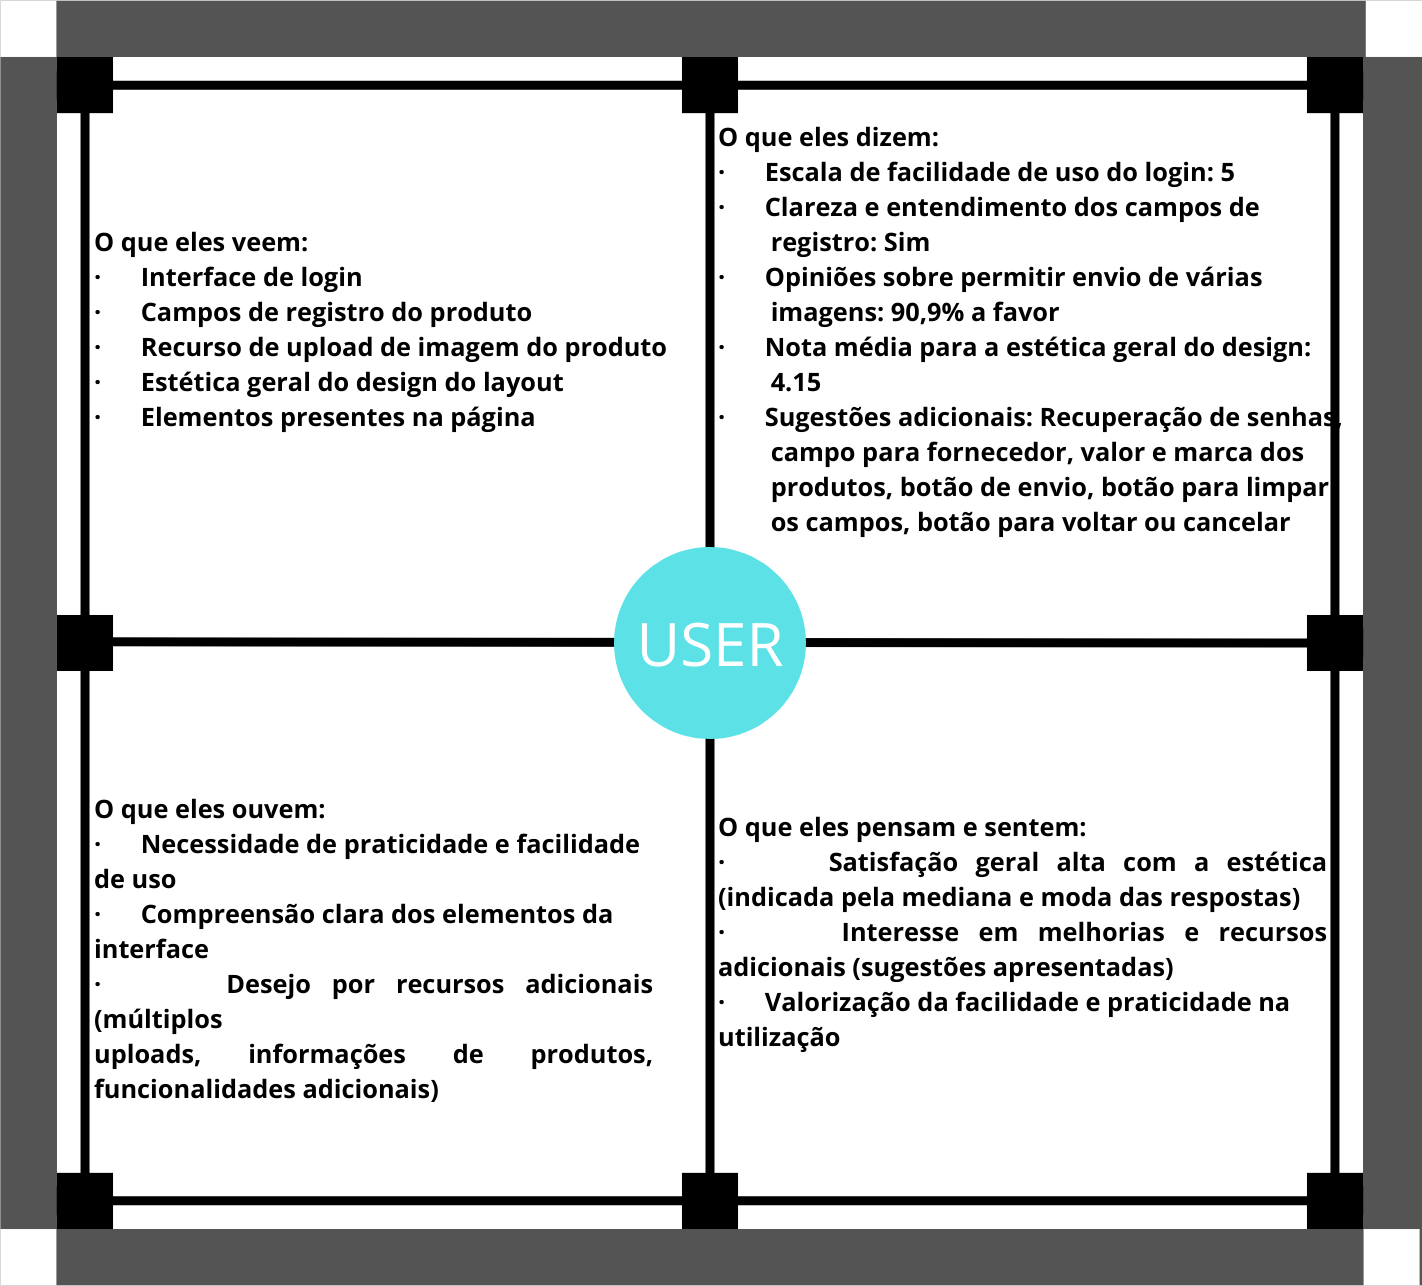 O que eles veem:
· Interface de login
· Campos de registro do produto
· Recurso de upload de imagem do produto
· Estética geral do design do layout
· Elementos presentes na página
O que eles dizem:
· Escala de facilidade de uso do login: 5
· Clareza e entendimento dos campos de
registro: Sim
· Opiniões sobre permitir envio de várias
imagens: 90,9% a favor
· Nota média para a estética geral do design:
4.15
· Sugestões adicionais: Recuperação de senhas,
campo para fornecedor, valor e marca dos
produtos, botão de envio, botão para limpar
os campos, botão para voltar ou cancelar
USER
O que eles ouvem:
· Necessidade de praticidade e facilidade
de uso
· Compreensão clara dos elementos da
interface
· Desejo por recursos adicionais
(múltiplos
uploads, informações de produtos,
funcionalidades adicionais)
O que eles pensam e sentem:
· Satisfação geral alta com a estética
(indicada pela mediana e moda das respostas)
· Interesse em melhorias e recursos
adicionais (sugestões apresentadas)
· Valorização da facilidade e praticidade na
utilização